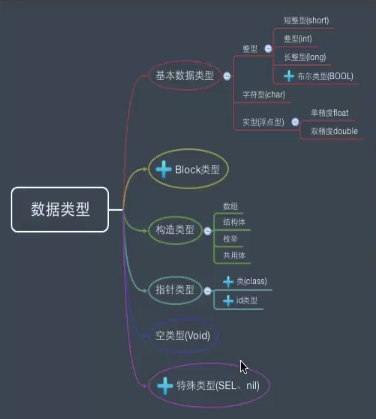 数据类型
基本数据类型
整型
短整型(short)
整型(int)
长整型(long)
布尔类型(BOOL)
字符型(char)
实型(浮点型)
单精度float
双精度double
Block类型
构造类型
数组
结构体
枚举
共用体
指针类型
类(class)
id类型
空类型(Void)
特殊类型(SEL、nil)